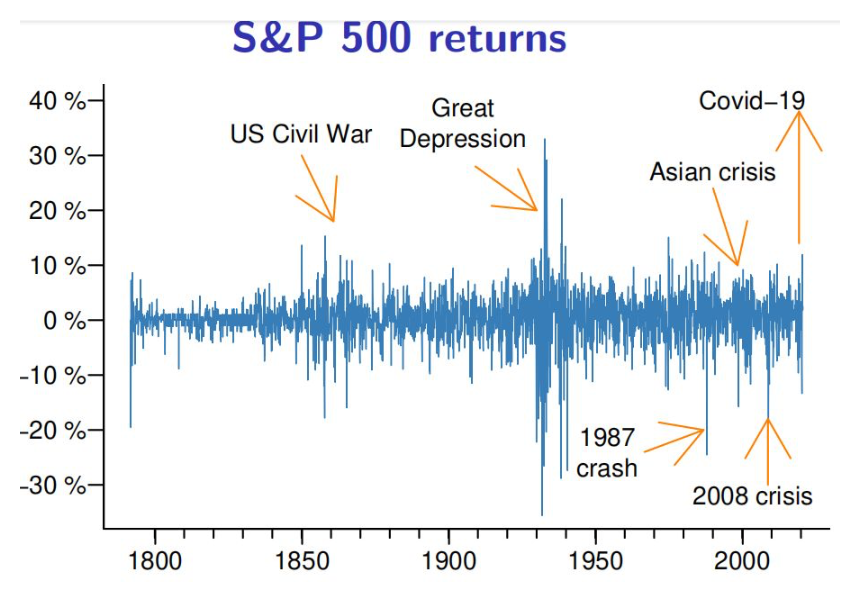 S&P 500 returns
40 %
30 %
20 %
10 %
0 %
–10 %
–20 %
–30 %
US Civil War
Great
Depression
Covid–19
Asian crisis
1987
crash
2008 crisis
1800
1850
1900
1950
2000